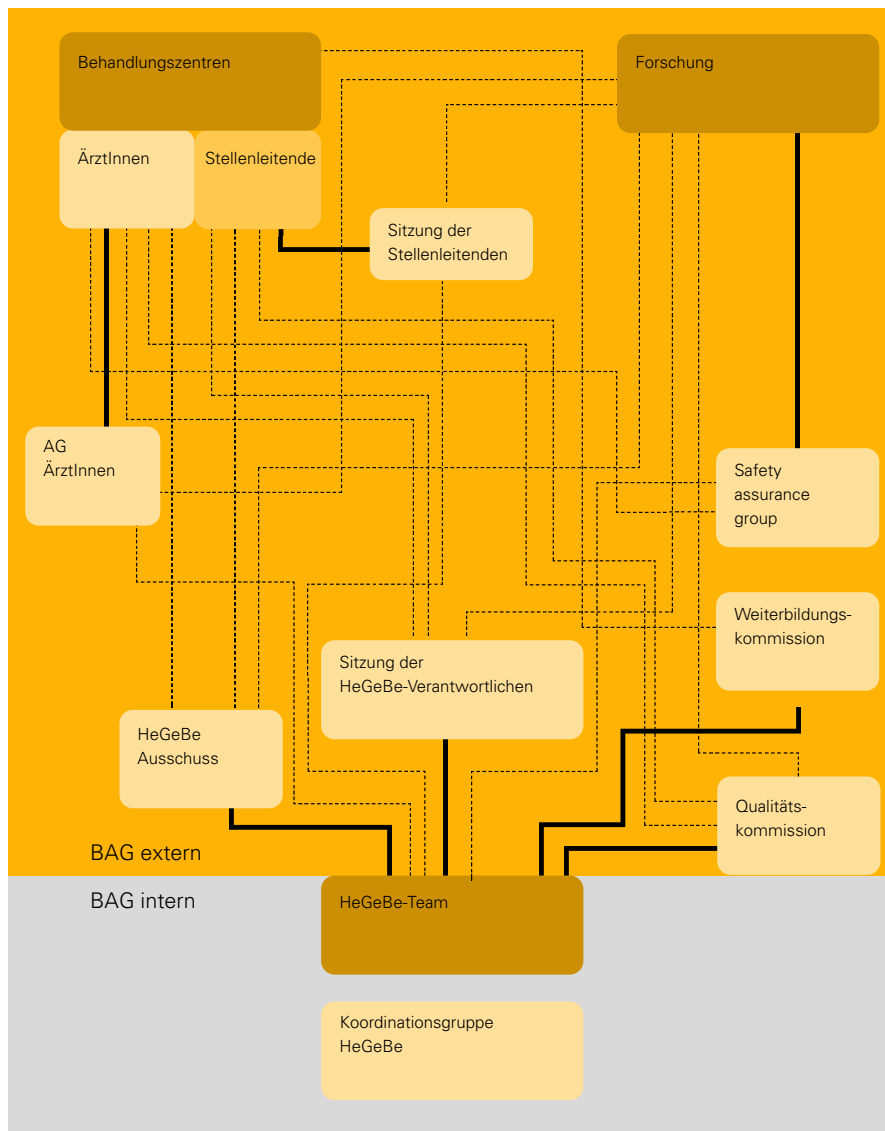 Behandlungszentren
Forschung
ÄrztInnen
Stellenleitende
Sitzung der
Stellenleitenden
AG
ÄrztInnen
Safety
assurance
group
Weiterbildungs-
kommission
Sitzung der
HeGeBe-Verantwortlichen
HeGeBe
Ausschuss
Qualitäts-
kommission
BAG extern
BAG intern
HeGeBe-Team
Koordinationsgruppe
HeGeBe